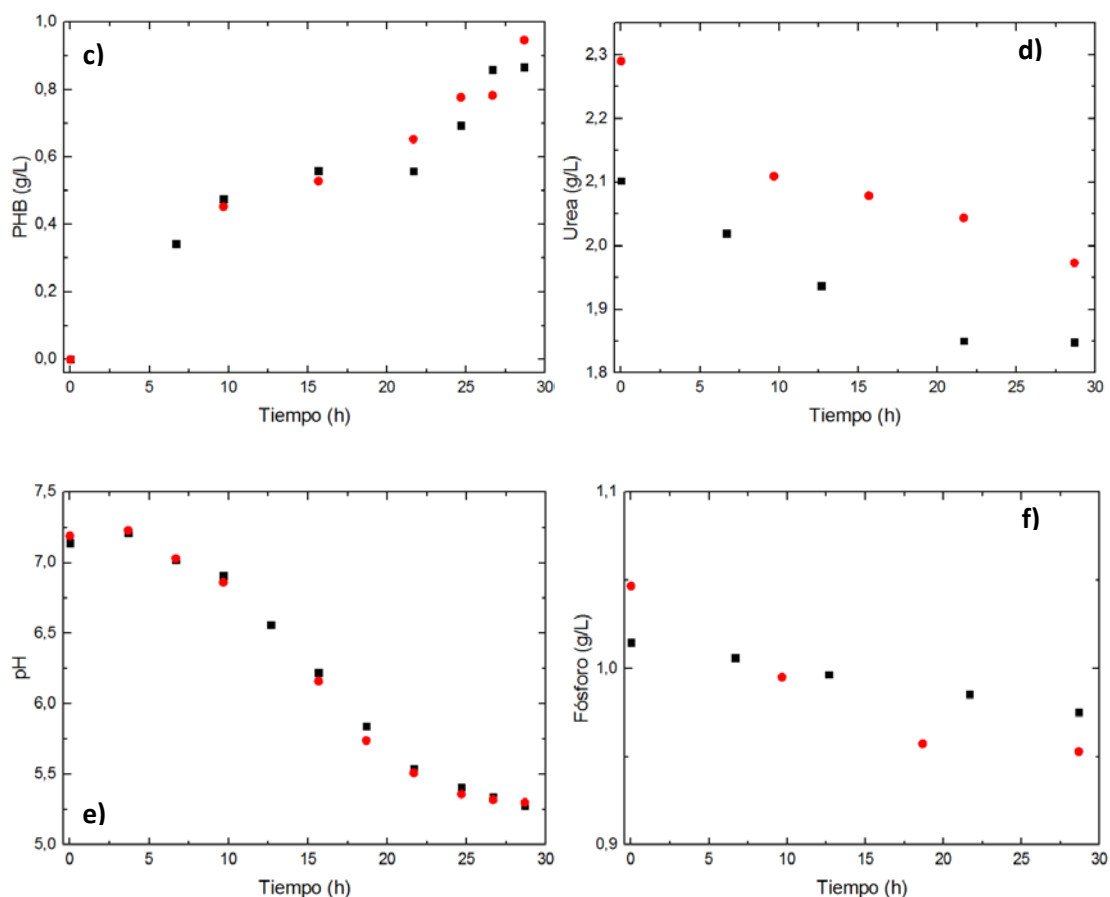 c)
PHB (g/L)
1,0
0,8
0,6
0,4
0,2
0,0
0 5 10 15 20 25 30
Tiempo (h)
d)
Urea (g/L)
2,3
2,2
2,1
2,0
1,9
1,8
0 5 10 15 20 25 30
Tiempo (h)
e)
pH
7,5
7,0
6,5
6,0
5,5
5,0
0 5 10 15 20 25 30
Tiempo (h)
f)
Fósforo (g/L)
1,1
1,0
0,9
0 5 10 15 20 25 30
Tiempo (h)